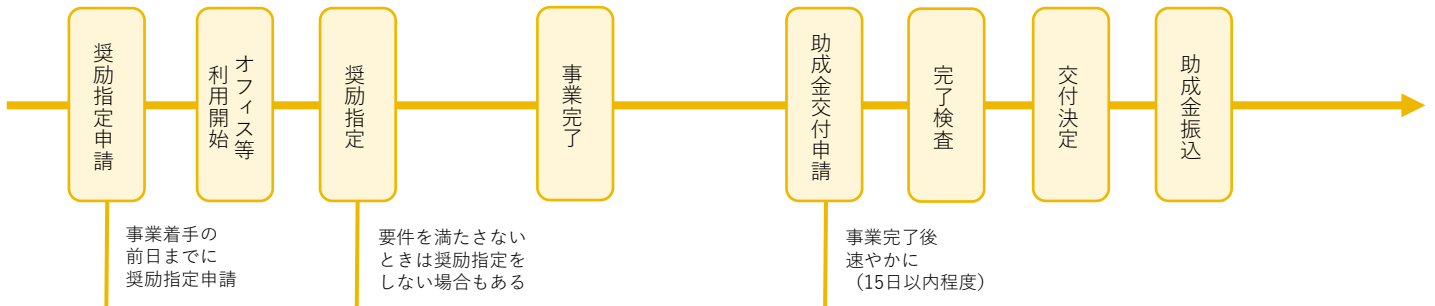 奨励指定申請
オフィス等
利用開始
奨励指定
事業完了
助成金交付申請
完了検査
交付決定
助成金振込
事業着手の
前日までに
奨励指定申請
要件を満たさない
ときは奨励指定を
しない場合もある
事業完了後
速やかに
（15日以内程度）